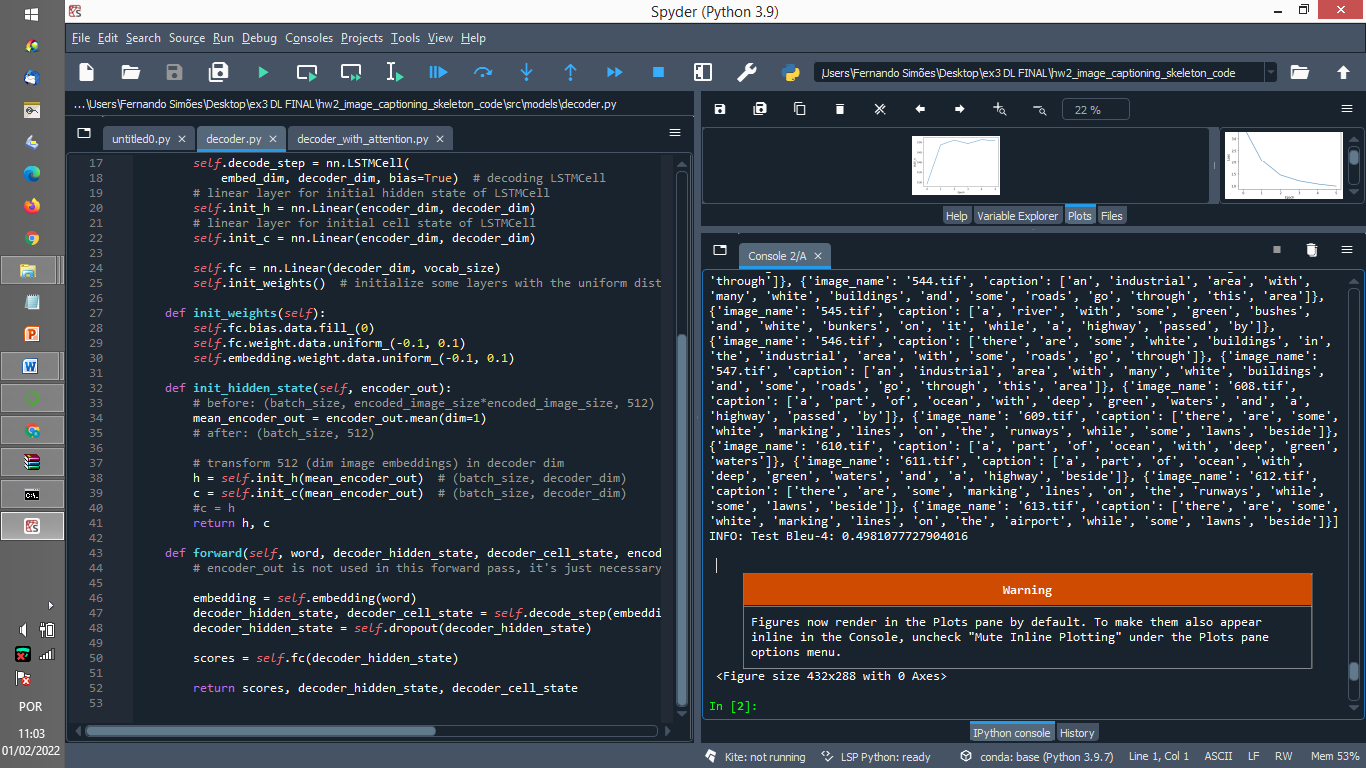 Spyder (Python 3.9)
File Edit Search Source Run Debug Consoles Projects Tools View Help
\Users\Fernando Simões\Desktop\ex3 DL FINAL\hw2_image_captioning_skeleton_code
...\Users\Fernando Simões\Desktop\ex3 DL FINAL\hw2_image_captioning_skeleton_code\src\models\decoder.py
untitled0.py decoder.py decoder_with_attention.py
17 self.decode_step = nn.LSTMCell(
18 embed_dim, decoder_dim, bias=True)  # decoding LSTMCell
19 # linear layer for initial hidden state of LSTMCell
20 self.init_h = nn.Linear(encoder_dim, decoder_dim)
21 # linear layer for initial cell state of LSTMCell
22 self.init_c = nn.Linear(encoder_dim, decoder_dim)
23
24 self.fc = nn.Linear(decoder_dim, vocab_size)
25 self.init_weights()  # initialize some layers with the uniform dist
26
27 def init_weights(self):
28 self.fc.bias.data.fill_(0)
29 self.fc.weight.data.uniform_(-0.1, 0.1)
30 self.embedding.weight.data.uniform_(-0.1, 0.1)
31
32 def init_hidden_state(self, encoder_out):
33 # before: (batch_size, encoded_image_size*encoded_image_size, 512)
34 mean_encoder_out = encoder_out.mean(dim=1)
35 # after: (batch_size, 512)
36
37 # transform 512 (dim image embeddings) in decoder dim
38 h = self.init_h(mean_encoder_out)  # (batch_size, decoder_dim)
39 c = self.init_c(mean_encoder_out)  # (batch_size, decoder_dim)
40 #c = h
41 return h, c
42
43 def forward(self, word, decoder_hidden_state, decoder_cell_state, encod
44 # encoder_out is not used in this forward pass, it's just necessary
45
46 embedding = self.embedding(word)
47 decoder_hidden_state, decoder_cell_state = self.decode_step(embeddi
48 decoder_hidden_state = self.dropout(decoder_hidden_state)
49
50 scores = self.fc(decoder_hidden_state)
51
52 return scores, decoder_hidden_state, decoder_cell_state
53
22 %
Help Variable Explorer Plots Files
Console 2/A
'through']}, {'image_name': '544.tif', 'caption': ['an', 'industrial', 'area', 'with',
'many', 'white', 'buildings', 'and', 'some', 'roads', 'go', 'through', 'this', 'area']},
{'image_name': '545.tif', 'caption': ['a', 'river', 'with', 'some', 'green', 'bushes',
'and', 'white', 'bunkers', 'on', 'it', 'while', 'a', 'highway', 'passed', 'by']},
{'image_name': '546.tif', 'caption': ['there', 'are', 'some', 'white', 'buildings', 'in',
'the', 'industrial', 'area', 'with', 'some', 'roads', 'go', 'through']}, {'image_name':
'547.tif', 'caption': ['an', 'industrial', 'area', 'with', 'many', 'white', 'buildings',
'and', 'some', 'roads', 'go', 'through', 'this', 'area']}, {'image_name': '608.tif',
'caption': ['a', 'part', 'of', 'ocean', 'with', 'deep', 'green', 'waters', 'and', 'a',
'highway', 'passed', 'by']}, {'image_name': '609.tif', 'caption': ['there', 'are', 'some',
'white', 'marking', 'lines', 'on', 'the', 'runways', 'while', 'some', 'lawns', 'beside']},
{'image_name': '610.tif', 'caption': ['a', 'part', 'of', 'ocean', 'with', 'deep', 'green',
'waters']}, {'image_name': '611.tif', 'caption': ['a', 'part', 'of', 'ocean', 'with',
'deep', 'green', 'waters', 'and', 'a', 'highway', 'beside']}, {'image_name': '612.tif',
'caption': ['there', 'are', 'some', 'marking', 'lines', 'on', 'the', 'runways', 'while',
'some', 'lawns', 'beside']}, {'image_name': '613.tif', 'caption': ['there', 'are', 'some',
'white', 'marking', 'lines', 'on', 'the', 'airport', 'while', 'some', 'lawns', 'beside']}]
INFO: Test Bleu-4: 0.4981077727904016
Warning
Figures now render in the Plots pane by default. To make them also appear
inline in the Console, uncheck "Mute Inline Plotting" under the Plots pane
options menu.
<Figure size 432x288 with 0 Axes>
In [2]:
IPython console History
Kite: not running LSP Python: ready conda: base (Python 3.9.7) Line 1, Col 1 ASCII LF RW Mem 53%
POR
11:03
01/02/2022